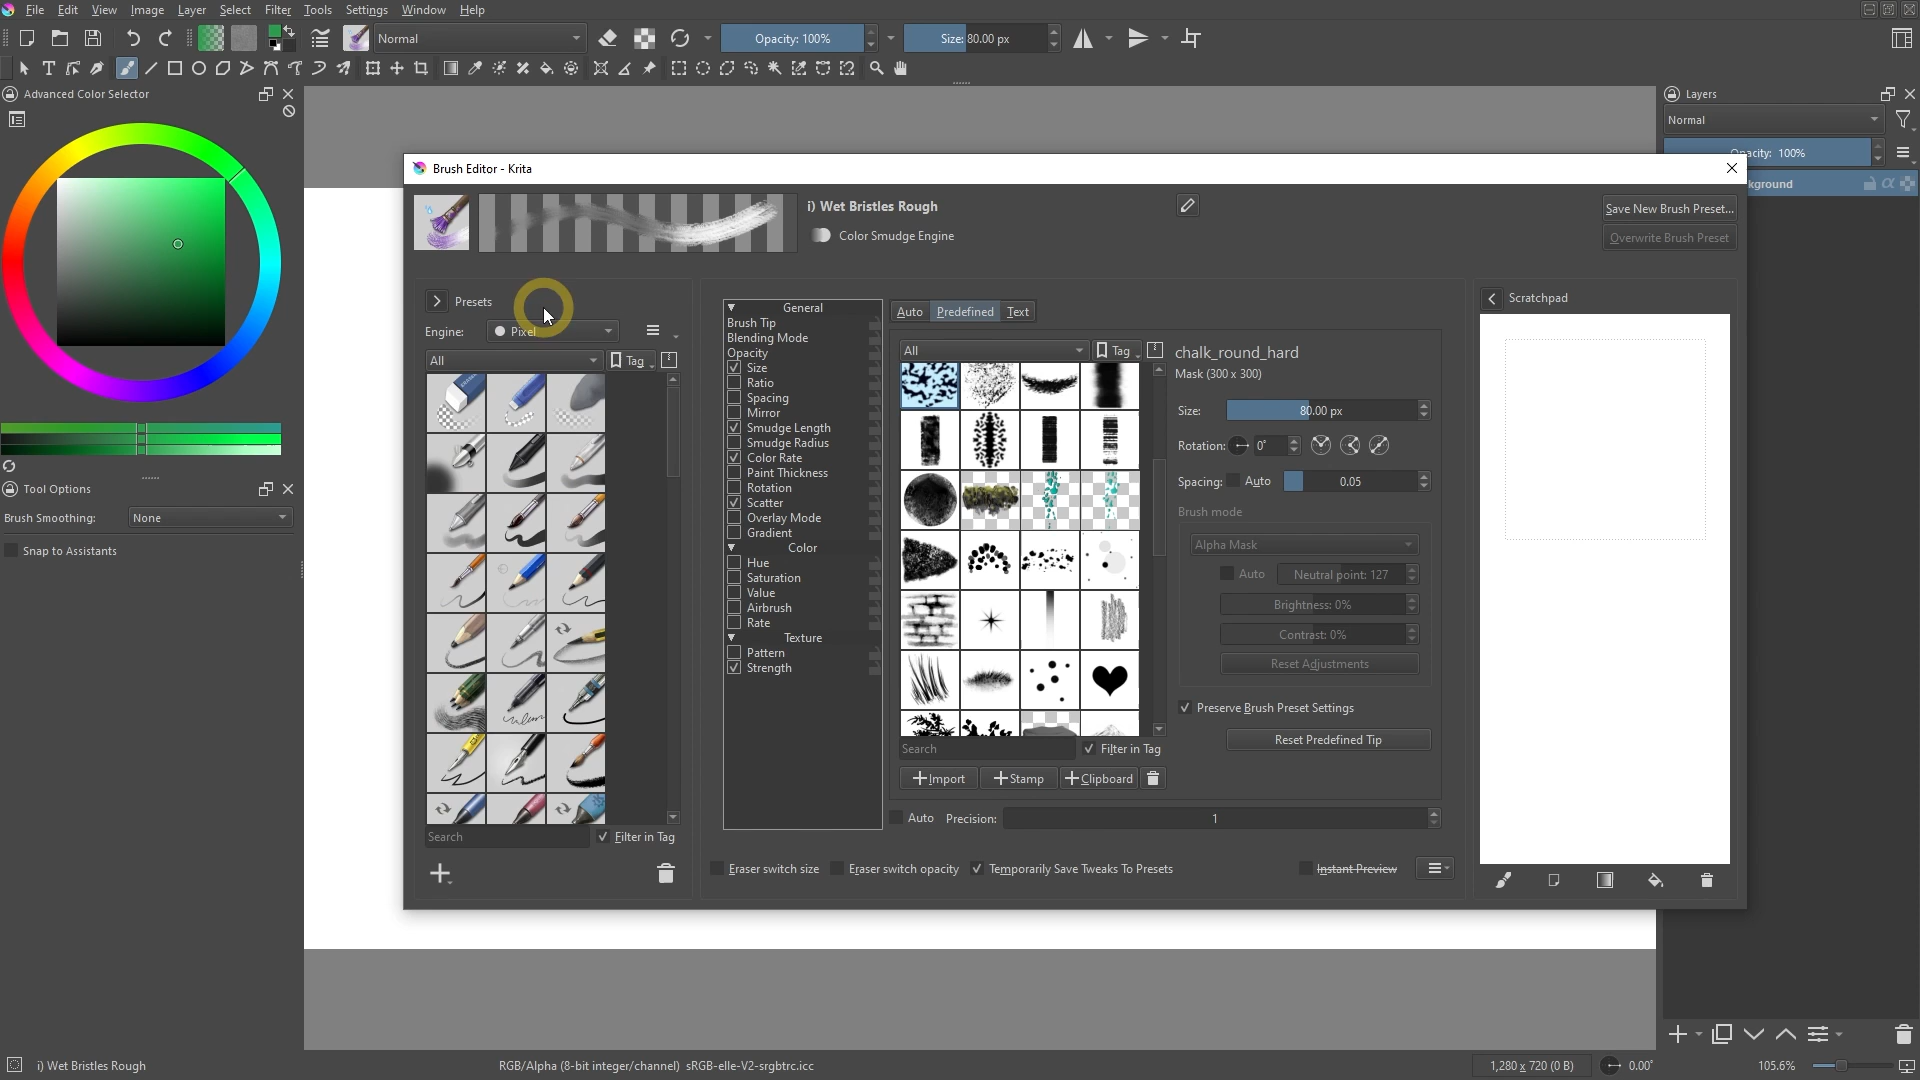 File Edit View Image Layer Select Filter Tools Settings Window Help
Normal Opacity: 100% Size: 80.00 px
Advanced Color Selector
Layers
Normal
Opacity: 100%
Brush Editor - Krita
i) Wet Bristles Rough
Color Smudge Engine
Save New Brush Preset...
Overwrite Brush Preset
Presets
Engine: Pixel
All Tag
Search Filter in Tag
General
Brush Tip
Blending Mode
Opacity
Size
Ratio
Spacing
Mirror
Smudge Length
Smudge Radius
Color Rate
Paint Thickness
Rotation
Scatter
Overlay Mode
Gradient
Color
Hue
Saturation
Value
Airbrush
Rate
Texture
Pattern
Strength
Auto Predefined Text
All Tag
Search Filter in Tag
Import Stamp Clipboard
Auto Precision: 1
chalk_round_hard
Mask (300 x 300)
Size: 80.00 px
Rotation: 0°
Spacing: Auto 0.05
Brush mode
Alpha Mask
Auto Neutral point: 127
Brightness: 0%
Contrast: 0%
Reset Adjustments
Preserve Brush Preset Settings
Reset Predefined Tip
Eraser switch size Eraser switch opacity Temporarily Save Tweaks To Presets Instant Preview
Scratchpad
Tool Options
Brush Smoothing: None
Snap to Assistants
i) Wet Bristles Rough RGB/Alpha (8-bit integer/channel) sRGB-elle-V2-srgbtrc.icc 1,280 x 720 (0 B) 0.00° 105.6%